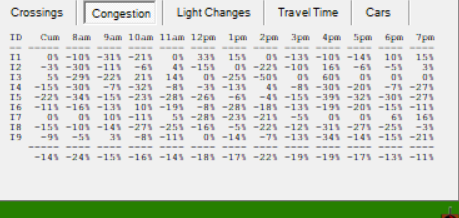 Crossings Congestion Light Changes Travel Time Cars
ID Cum 8am 9am 10am 11am 12pm 1pm 2pm 3pm 4pm 5pm 6pm 7pm
I1 0% -10% -31% -21% 0% 33% 15% 0% -13% -10% -14% 10% 15%
I2 -3% -30% -11% -6% 4% -15% 0% -22% -10% 16% -6% -5% 3%
I3 5% -29% -22% 21% 14% 0% -25% -50% 0% 60% 0% 0% 0%
I4 -15% -30% -7% -32% -8% -3% -13% 4% -8% -30% -20% -7% -27%
I5 -22% -34% -15% -23% -28% -26% -6% -4% -15% -39% -32% -30% -27%
I6 -11% -16% -13% 10% -19% -8% -28% -18% -13% -19% -20% -15% -11%
I7 0% 0% 10% -11% 5% -28% -23% -21% -5% 0% 0% 6% 16%
I8 -15% -10% -14% -27% -25% -16% -5% -22% -12% -31% -27% -25% -3%
I9 -9% -5% 3% -8% -11% 0% -14% -7% -13% -34% -14% -15% -21%
-14% -24% -15% -16% -14% -18% -17% -22% -19% -19% -17% -13% -11%